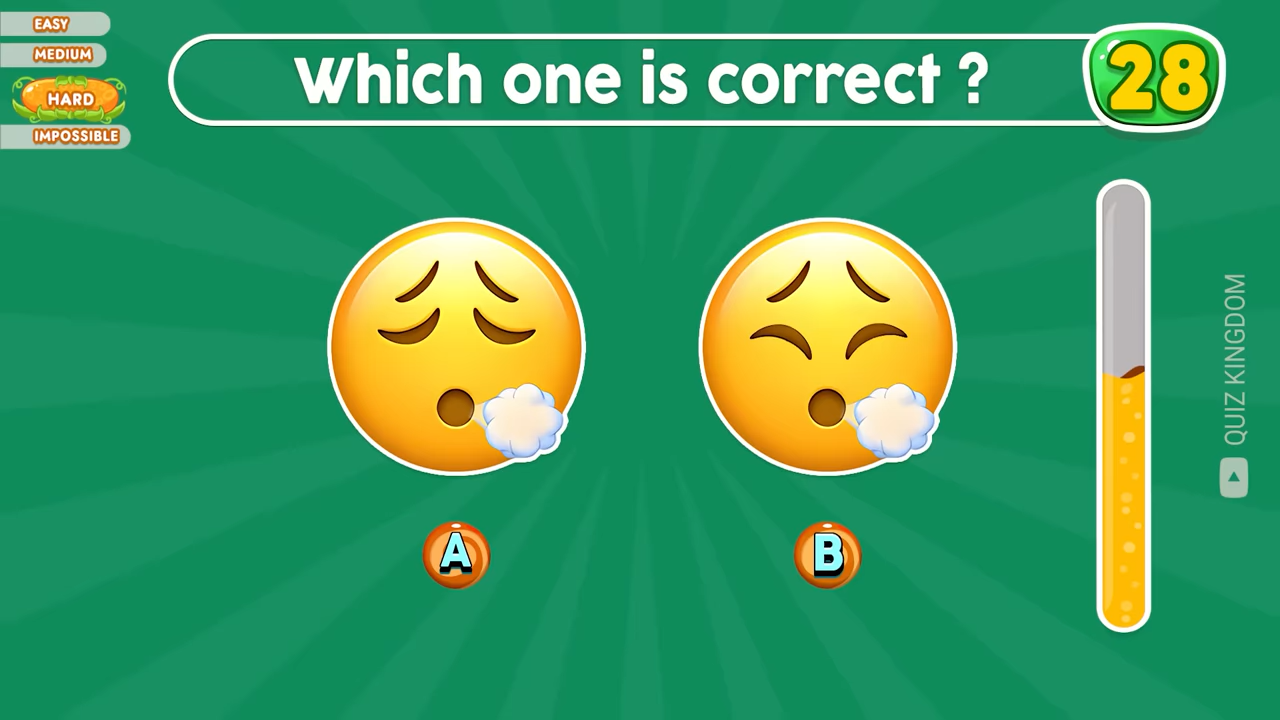 EASY
MEDIUM
HARD
IMPOSSIBLE
Which one is correct ?
28
A
B
QUIZ KINGDOM